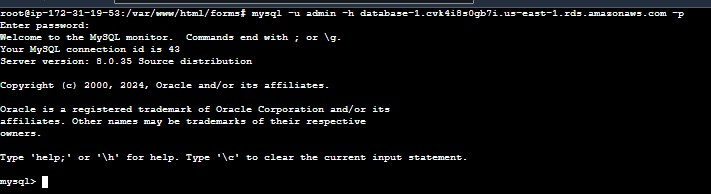 root@ip-172-31-19-53:/var/www/html/forms# mysql -u admin -h database-1.cvk4i8s0gb7i.us-east-1.rds.amazonaws.com -p
Enter password:
Welcome to the MySQL monitor.  Commands end with ; or \g.
Your MySQL connection id is 43
Server version: 8.0.35 Source distribution
Copyright (c) 2000, 2024, Oracle and/or its affiliates.
Oracle is a registered trademark of Oracle Corporation and/or its
affiliates. Other names may be trademarks of their respective
owners.
Type 'help;' or '\h' for help. Type '\c' to clear the current input statement.
mysql>